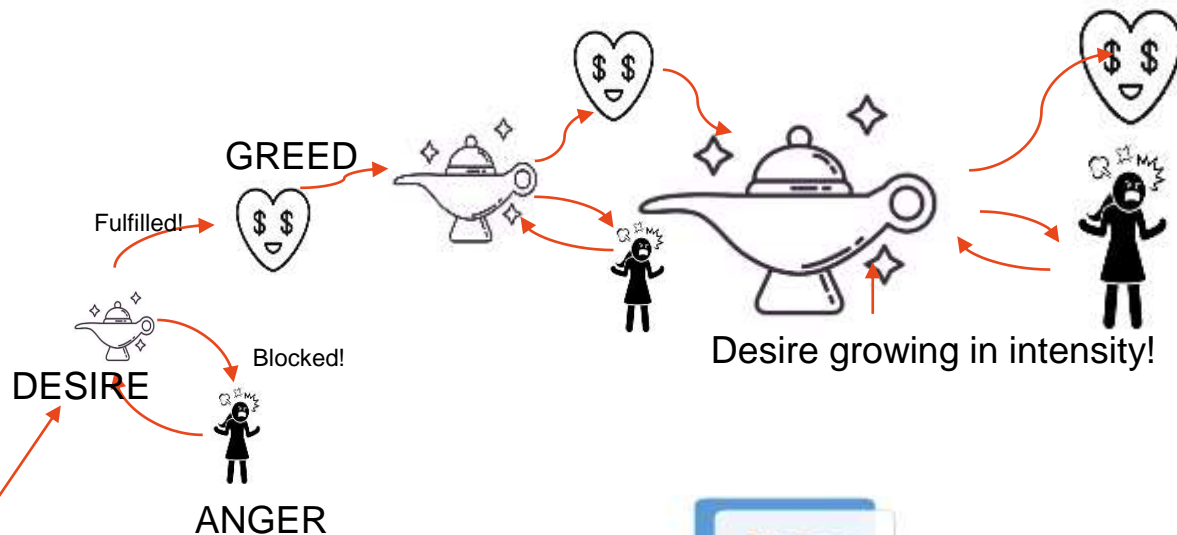 GREED
Fulfilled!
Blocked!
Desire growing in intensity!
DESIRE
ANGER